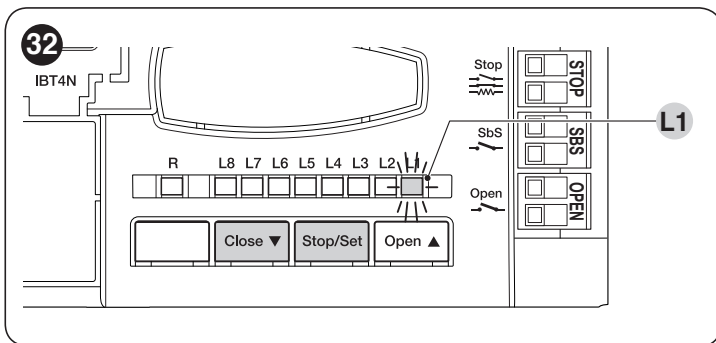 32
IBT4N
Stop
STOP
L1
SbS
SBS
R L8 L7 L6 L5 L4 L3 L2 L1
Open
OPEN
Close ▼ Stop/Set Open ▲